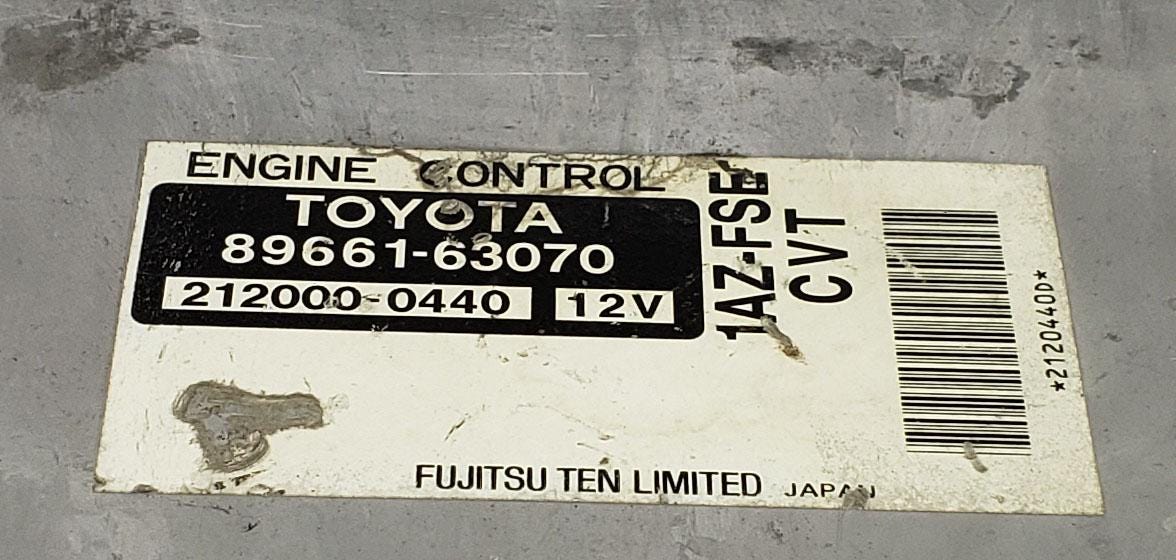 ENGINE CONTROL
TOYOTA
89661-63070
212000-0440 12V
1AZ-FSE
CVT
*2120440D*
FUJITSU TEN LIMITED JAPAN